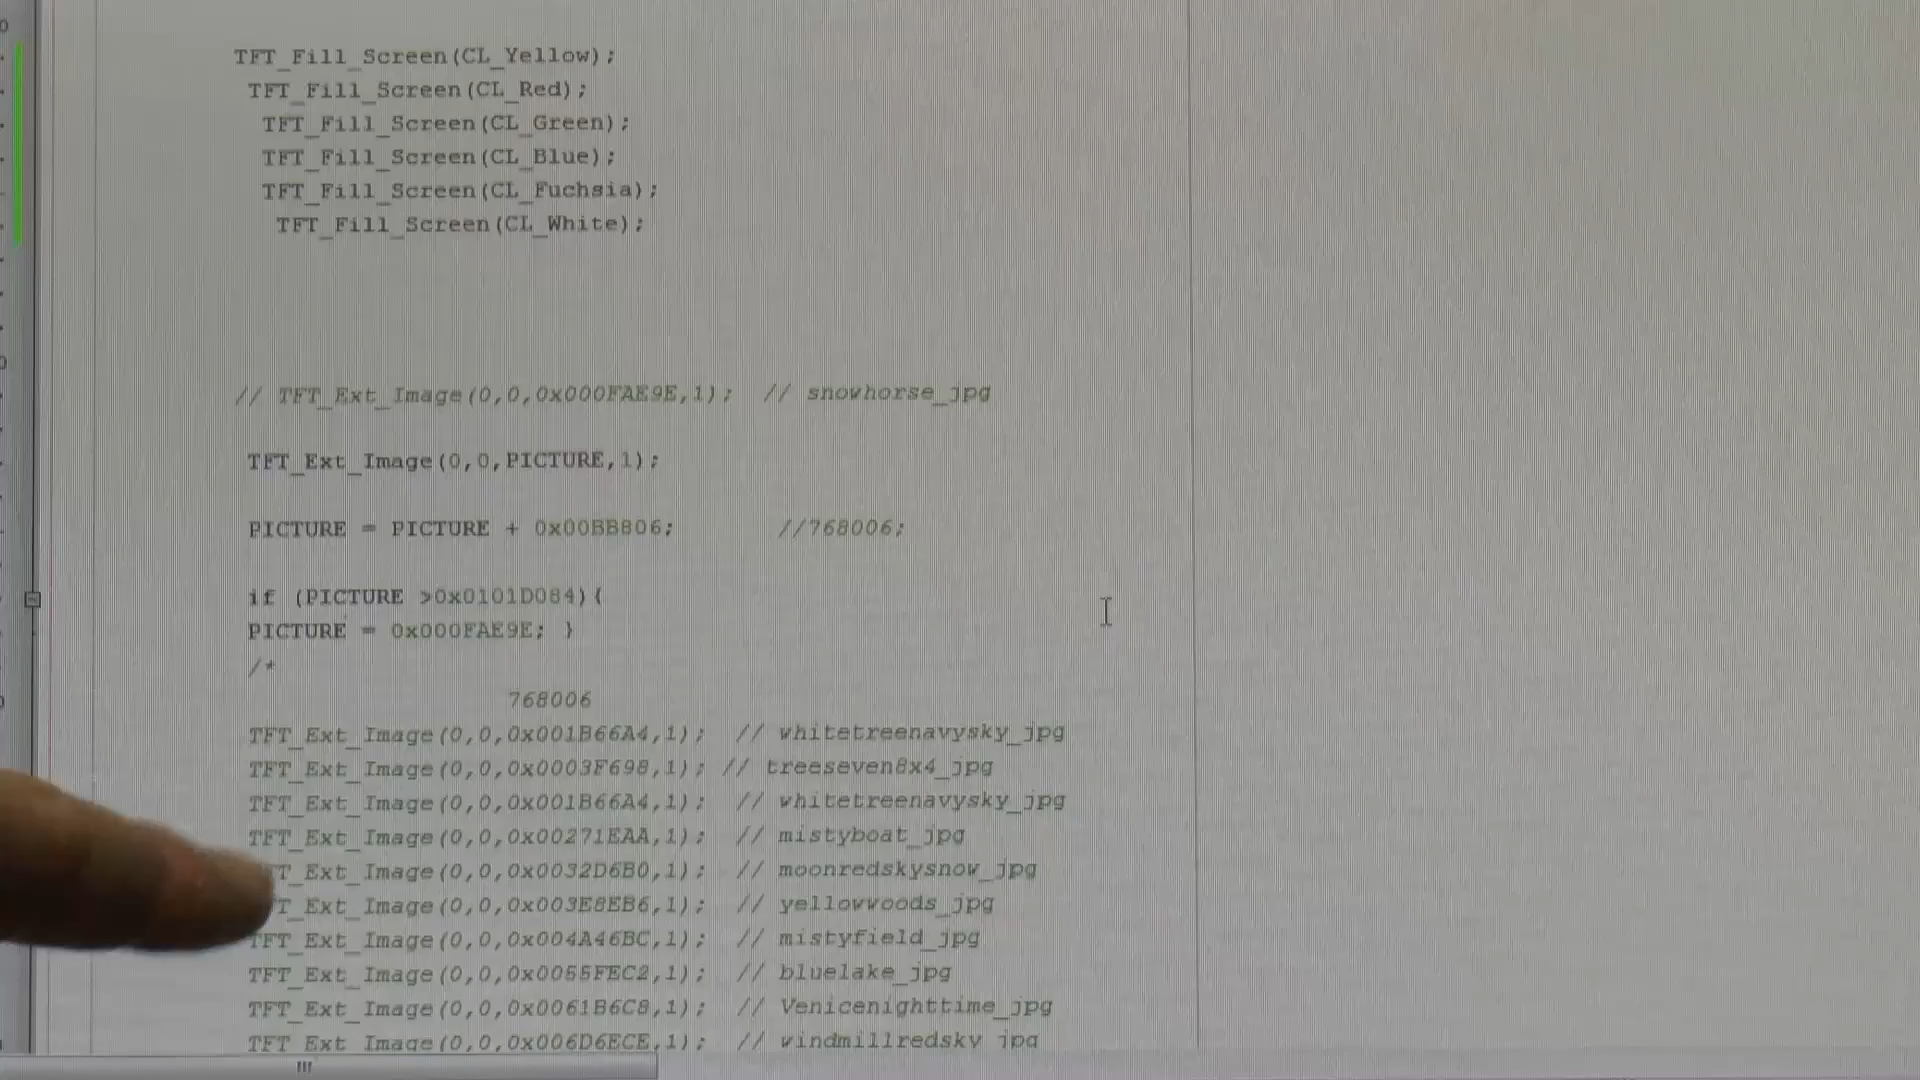 TFT_Fill_Screen(CL_Yellow);
TFT_Fill_Screen(CL_Red);
TFT_Fill_Screen(CL_Green);
TFT_Fill_Screen(CL_Blue);
TFT_Fill_Screen(CL_Fuchsia);
TFT_Fill_Screen(CL_White);
// TFT_Ext_Image(0,0,0x000FAE9E,1); // snowhorse_jpg
TFT_Ext_Image(0,0,PICTURE,1);
PICTURE = PICTURE + 0x00BB806; //768006;
if (PICTURE >0x0101D084){
PICTURE = 0x000FAE9E; }
/*
768006
TFT_Ext_Image(0,0,0x001B66A4,1); // whitetreenavysky_jpg
TFT_Ext_Image(0,0,0x0003F698,1); // treeseven8x4_jpg
TFT_Ext_Image(0,0,0x001B66A4,1); // whitetreenavysky_jpg
TFT_Ext_Image(0,0,0x00271EAA,1); // mistyboat_jpg
T_Ext_Image(0,0,0x0032D6B0,1); // moonredskysnow_jpg
T_Ext_Image(0,0,0x003E8EB6,1); // yellowwoods_jpg
TFT_Ext_Image(0,0,0x004A46BC,1); // mistyfield_jpg
TFT_Ext_Image(0,0,0x0055FEC2,1); // bluelake_jpg
TFT_Ext_Image(0,0,0x0061B6C8,1); // Venicenighttime_jpg
TFT_Ext_Image(0,0,0x006D6ECE,1); // windmillredsky_jpg